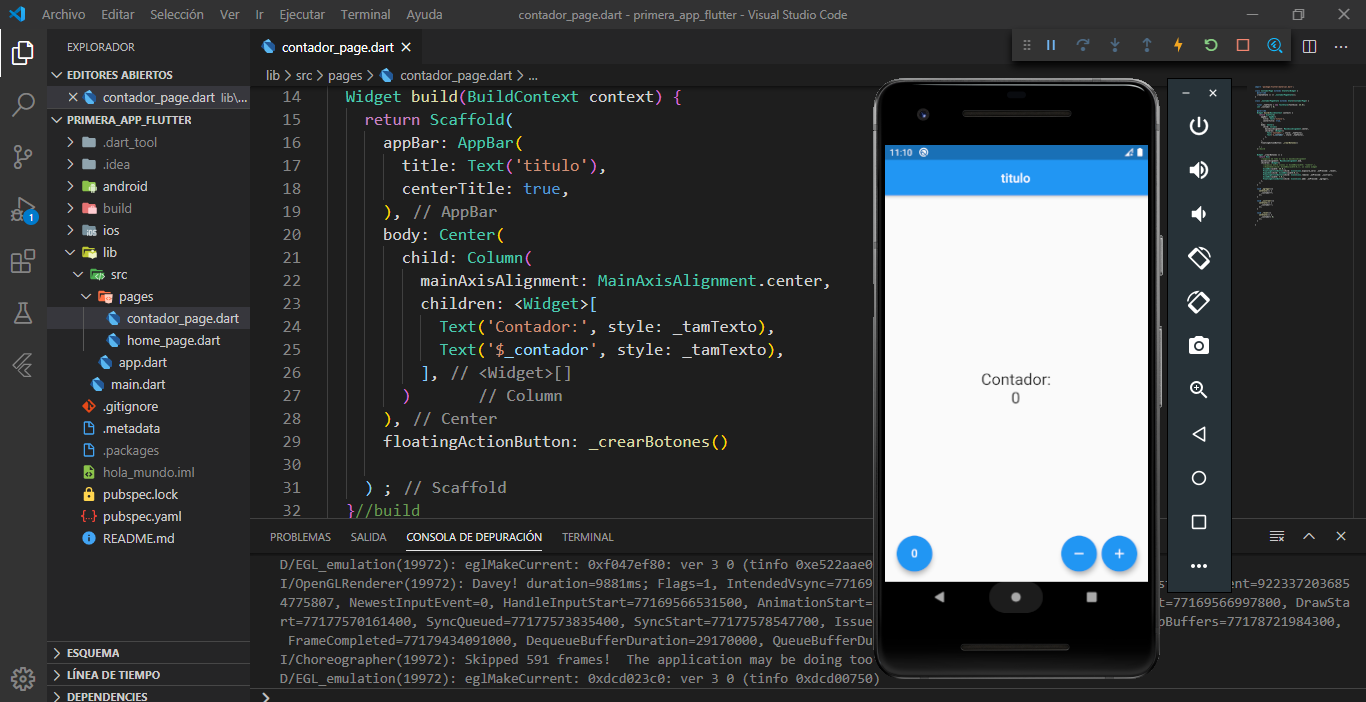 Archivo Editar Selección Ver Ir Ejecutar Terminal Ayuda
contador_page.dart - primera_app_flutter - Visual Studio Code
EXPLORADOR
EDITORES ABIERTOS
contador_page.dart lib\...
PRIMERA_APP_FLUTTER
.dart_tool
.idea
android
build
ios
lib
src
pages
contador_page.dart
home_page.dart
app.dart
main.dart
.gitignore
.metadata
.packages
hola_mundo.iml
pubspec.lock
pubspec.yaml
README.md
ESQUEMA
LÍNEA DE TIEMPO
DEPENDENCIES
1
contador_page.dart
lib > src > pages > contador_page.dart > ...
14 Widget build(BuildContext context) {
15 return Scaffold(
16 appBar: AppBar(
17 title: Text('titulo'),
18 centerTitle: true,
19 ), // AppBar
20 body: Center(
21 child: Column(
22 mainAxisAlignment: MainAxisAlignment.center,
23 children: <Widget>[
24 Text('Contador:', style: _tamTexto),
25 Text('$_contador', style: _tamTexto),
26 ], // <Widget>[]
27 ) // Column
28 ), // Center
29 floatingActionButton: _crearBotones()
30
31 ) ; // Scaffold
32 }//build
PROBLEMAS SALIDA CONSOLA DE DEPURACIÓN TERMINAL
D/EGL_emulation(19972): eglMakeCurrent: 0xf047ef80: ver 3 0 (tinfo 0xe522aae0
I/OpenGLRenderer(19972): Davey! duration=9881ms; Flags=1, IntendedVsync=77169 ent=922337203685
4775807, NewestInputEvent=0, HandleInputStart=77169566531500, AnimationStart= t=77169566997800, DrawSta
rt=77177570161400, SyncQueued=77177573835400, SyncStart=77177578547700, Issue pBuffers=77178721984300,
FrameCompleted=77179434091000, DequeueBufferDuration=29170000, QueueBufferDu
I/Choreographer(19972): Skipped 591 frames! The application may be doing too
D/EGL_emulation(19972): eglMakeCurrent: 0xdcd023c0: ver 3 0 (tinfo 0xdcd00750)
11:10
titulo
Contador:
0
0 − +